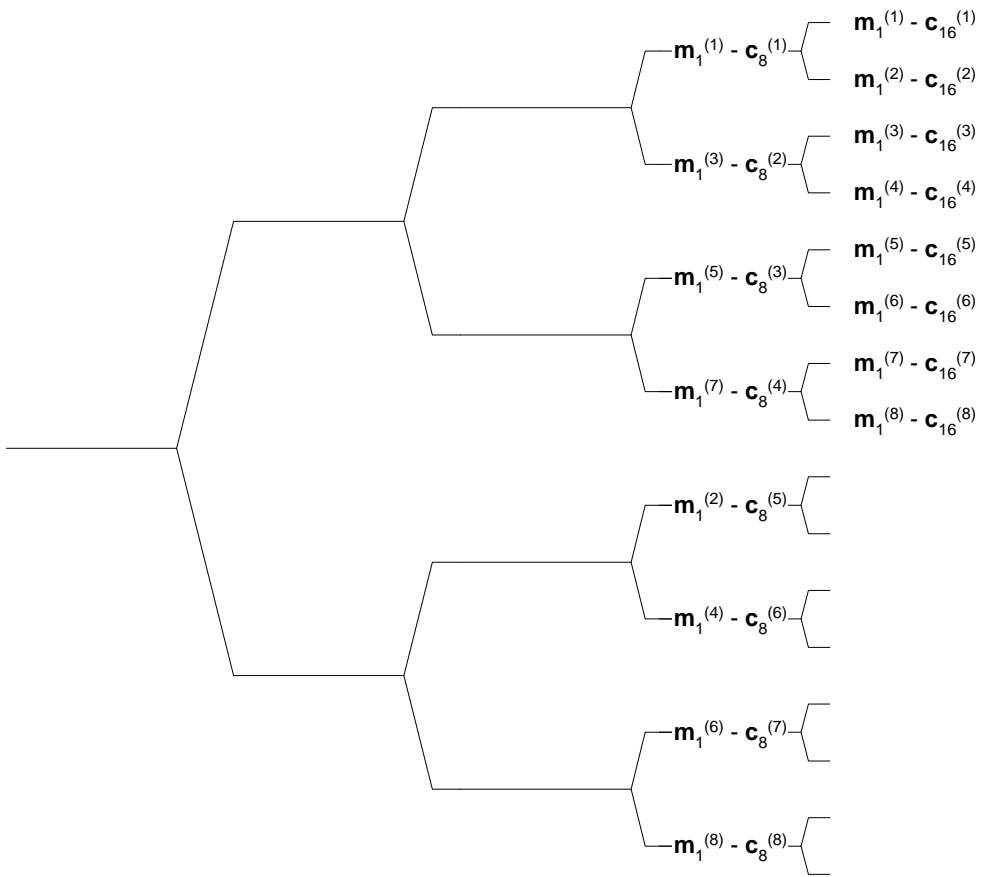 m₁⁽¹⁾ - c₁₆⁽¹⁾
m₁⁽¹⁾ - c₈⁽¹⁾
m₁⁽²⁾ - c₁₆⁽²⁾
m₁⁽³⁾ - c₁₆⁽³⁾
m₁⁽³⁾ - c₈⁽²⁾
m₁⁽⁴⁾ - c₁₆⁽⁴⁾
m₁⁽⁵⁾ - c₁₆⁽⁵⁾
m₁⁽⁵⁾ - c₈⁽³⁾
m₁⁽⁶⁾ - c₁₆⁽⁶⁾
m₁⁽⁷⁾ - c₁₆⁽⁷⁾
m₁⁽⁷⁾ - c₈⁽⁴⁾
m₁⁽⁸⁾ - c₁₆⁽⁸⁾
m₁⁽²⁾ - c₈⁽⁵⁾
m₁⁽⁴⁾ - c₈⁽⁶⁾
m₁⁽⁶⁾ - c₈⁽⁷⁾
m₁⁽⁸⁾ - c₈⁽⁸⁾